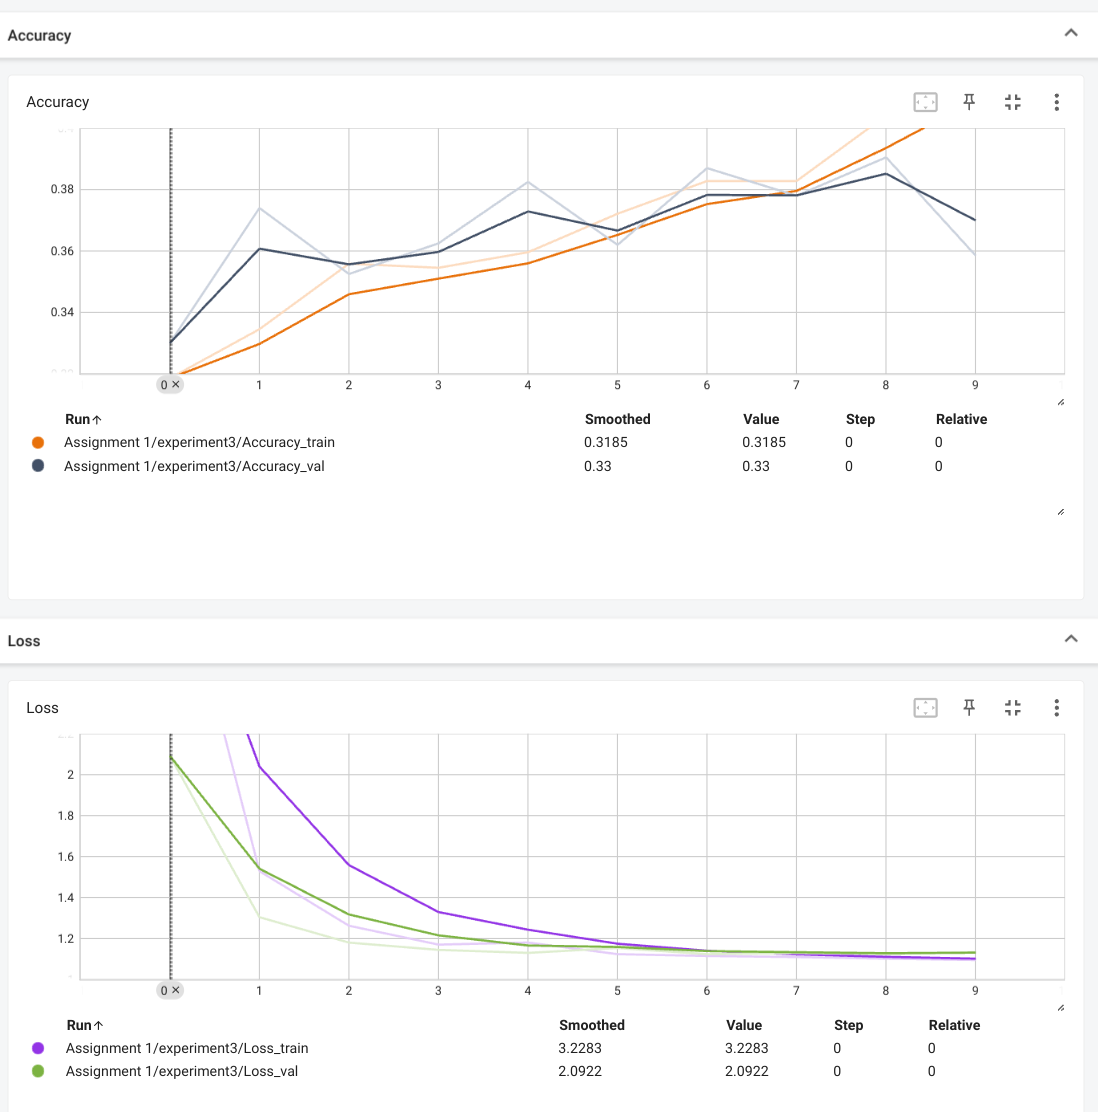 Accuracy
Accuracy
0.38
0.36
0.34
0 ×
1
2
3
4
5
6
7
8
9
Run↑ Smoothed Value Step Relative
Assignment 1/experiment3/Accuracy_train 0.3185 0.3185 0 0
Assignment 1/experiment3/Accuracy_val 0.33 0.33 0 0
Loss
Loss
2
1.8
1.6
1.4
1.2
0 ×
1
2
3
4
5
6
7
8
9
Run↑ Smoothed Value Step Relative
Assignment 1/experiment3/Loss_train 3.2283 3.2283 0 0
Assignment 1/experiment3/Loss_val 2.0922 2.0922 0 0